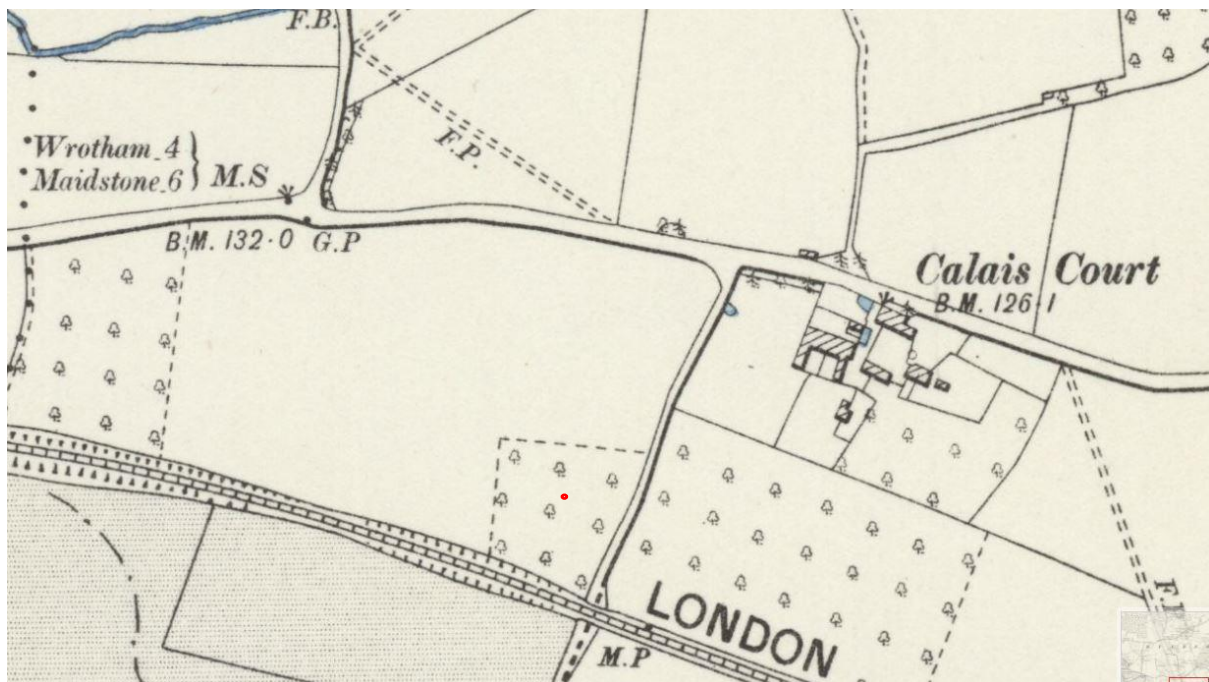 F.B.
Wrotham 4
Maidstone 6
M.S
F.P.
B.M. 132·0
G.P
Calais Court
B.M. 126·1
LONDON
M.P